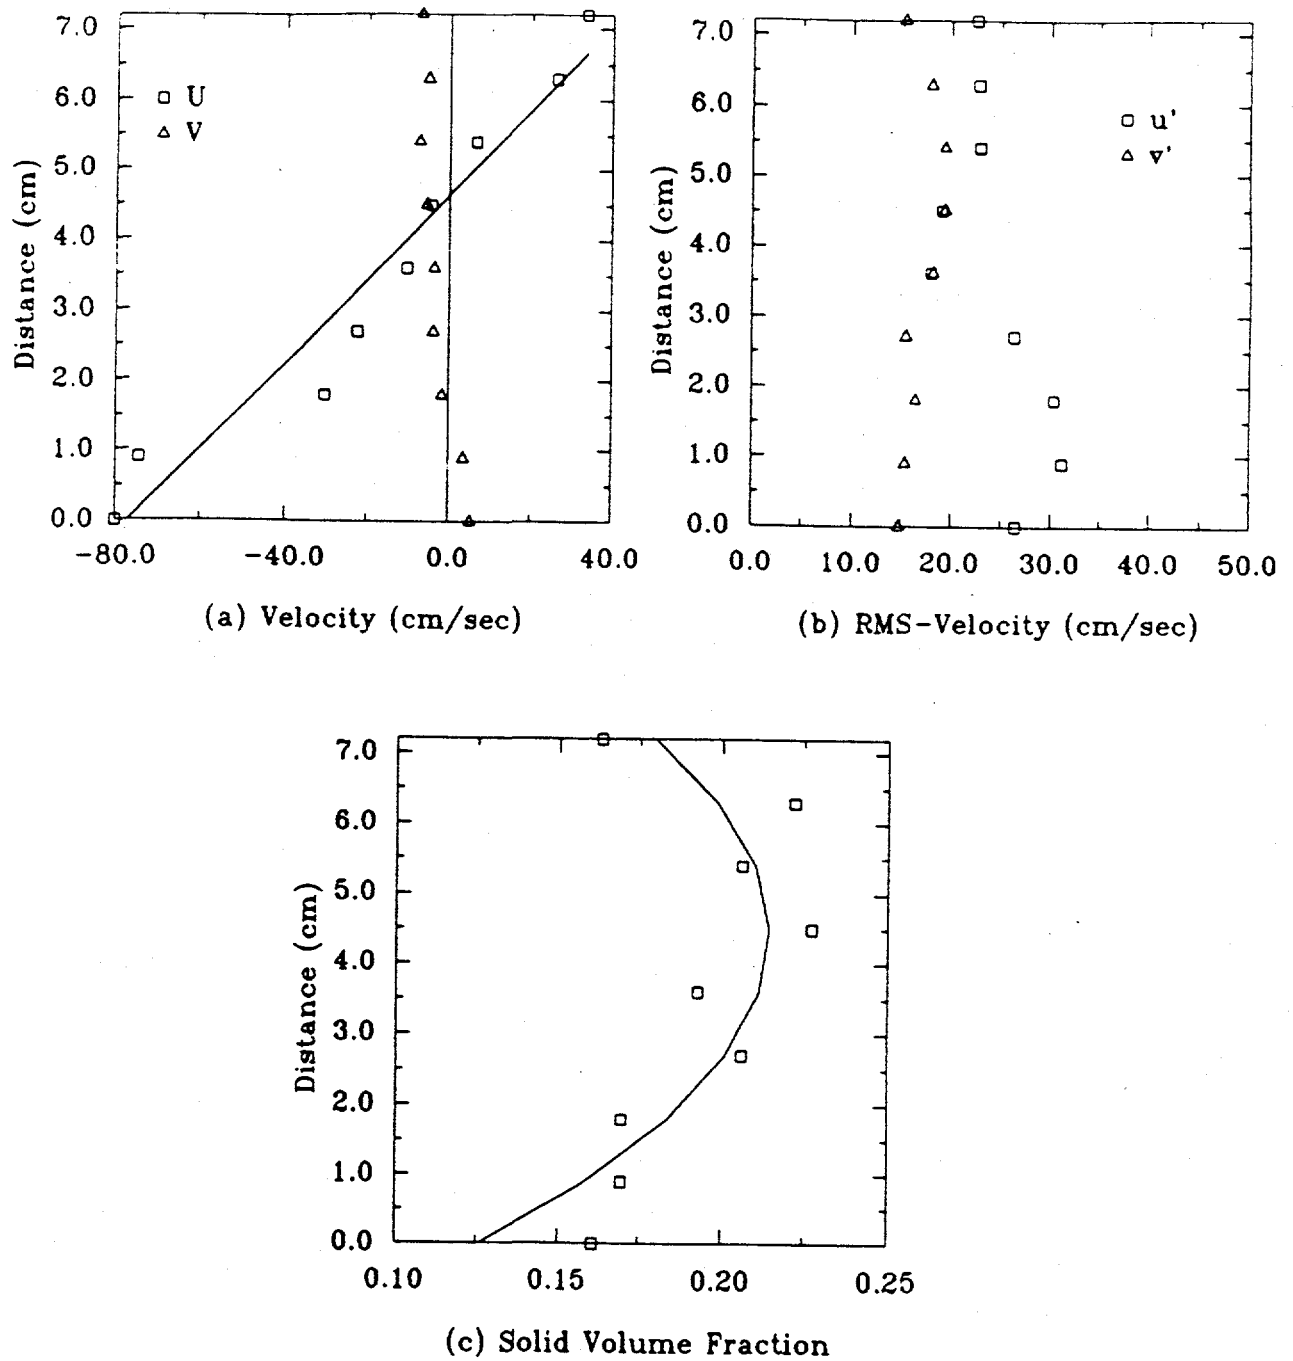 7.0
6.0
5.0
4.0
3.0
2.0
1.0
0.0
Distance (cm)
□ U
△ V
-80.0 -40.0 0.0 40.0
(a) Velocity (cm/sec)
7.0
6.0
5.0
4.0
3.0
2.0
1.0
0.0
Distance (cm)
□ u'
△ v'
0.0 10.0 20.0 30.0 40.0 50.0
(b) RMS-Velocity (cm/sec)
7.0
6.0
5.0
4.0
3.0
2.0
1.0
0.0
Distance (cm)
0.10 0.15 0.20 0.25
(c) Solid Volume Fraction